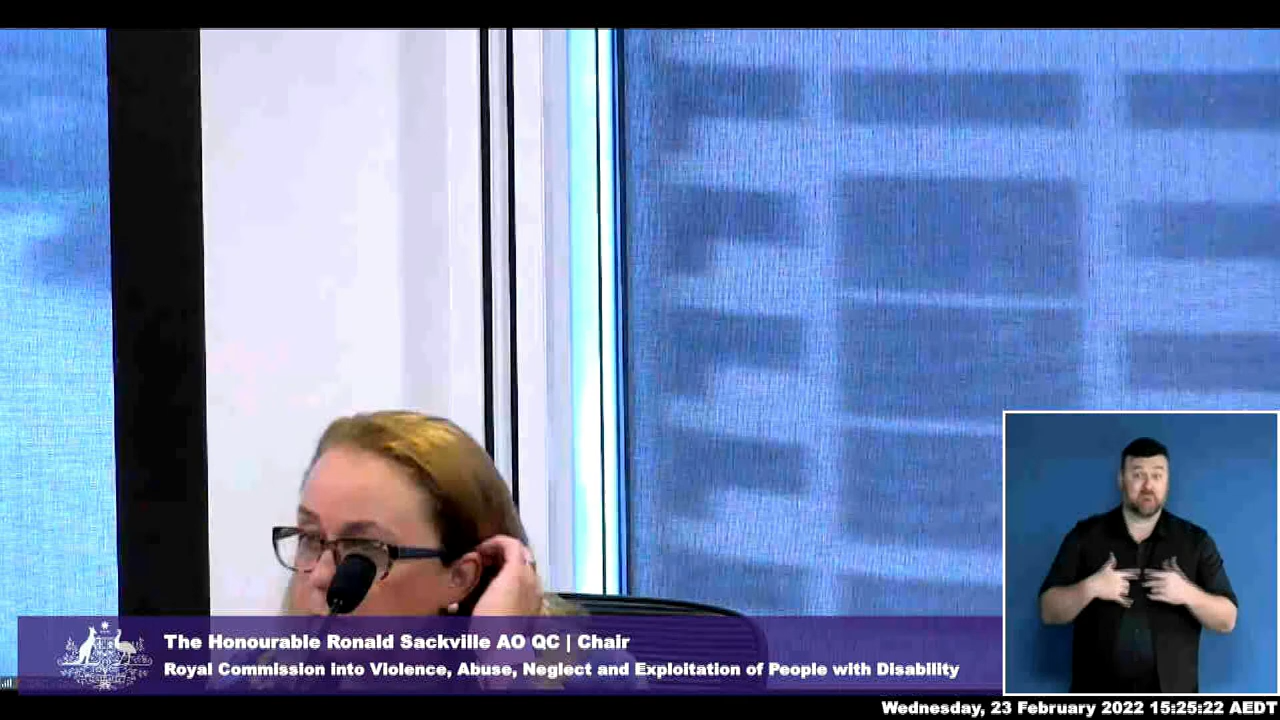 The Honourable Ronald Sackville AO QC | Chair
Royal Commission into Violence, Abuse, Neglect and Exploitation of People with Disability
Wednesday, 23 February 2022 15:25:22 AEDT